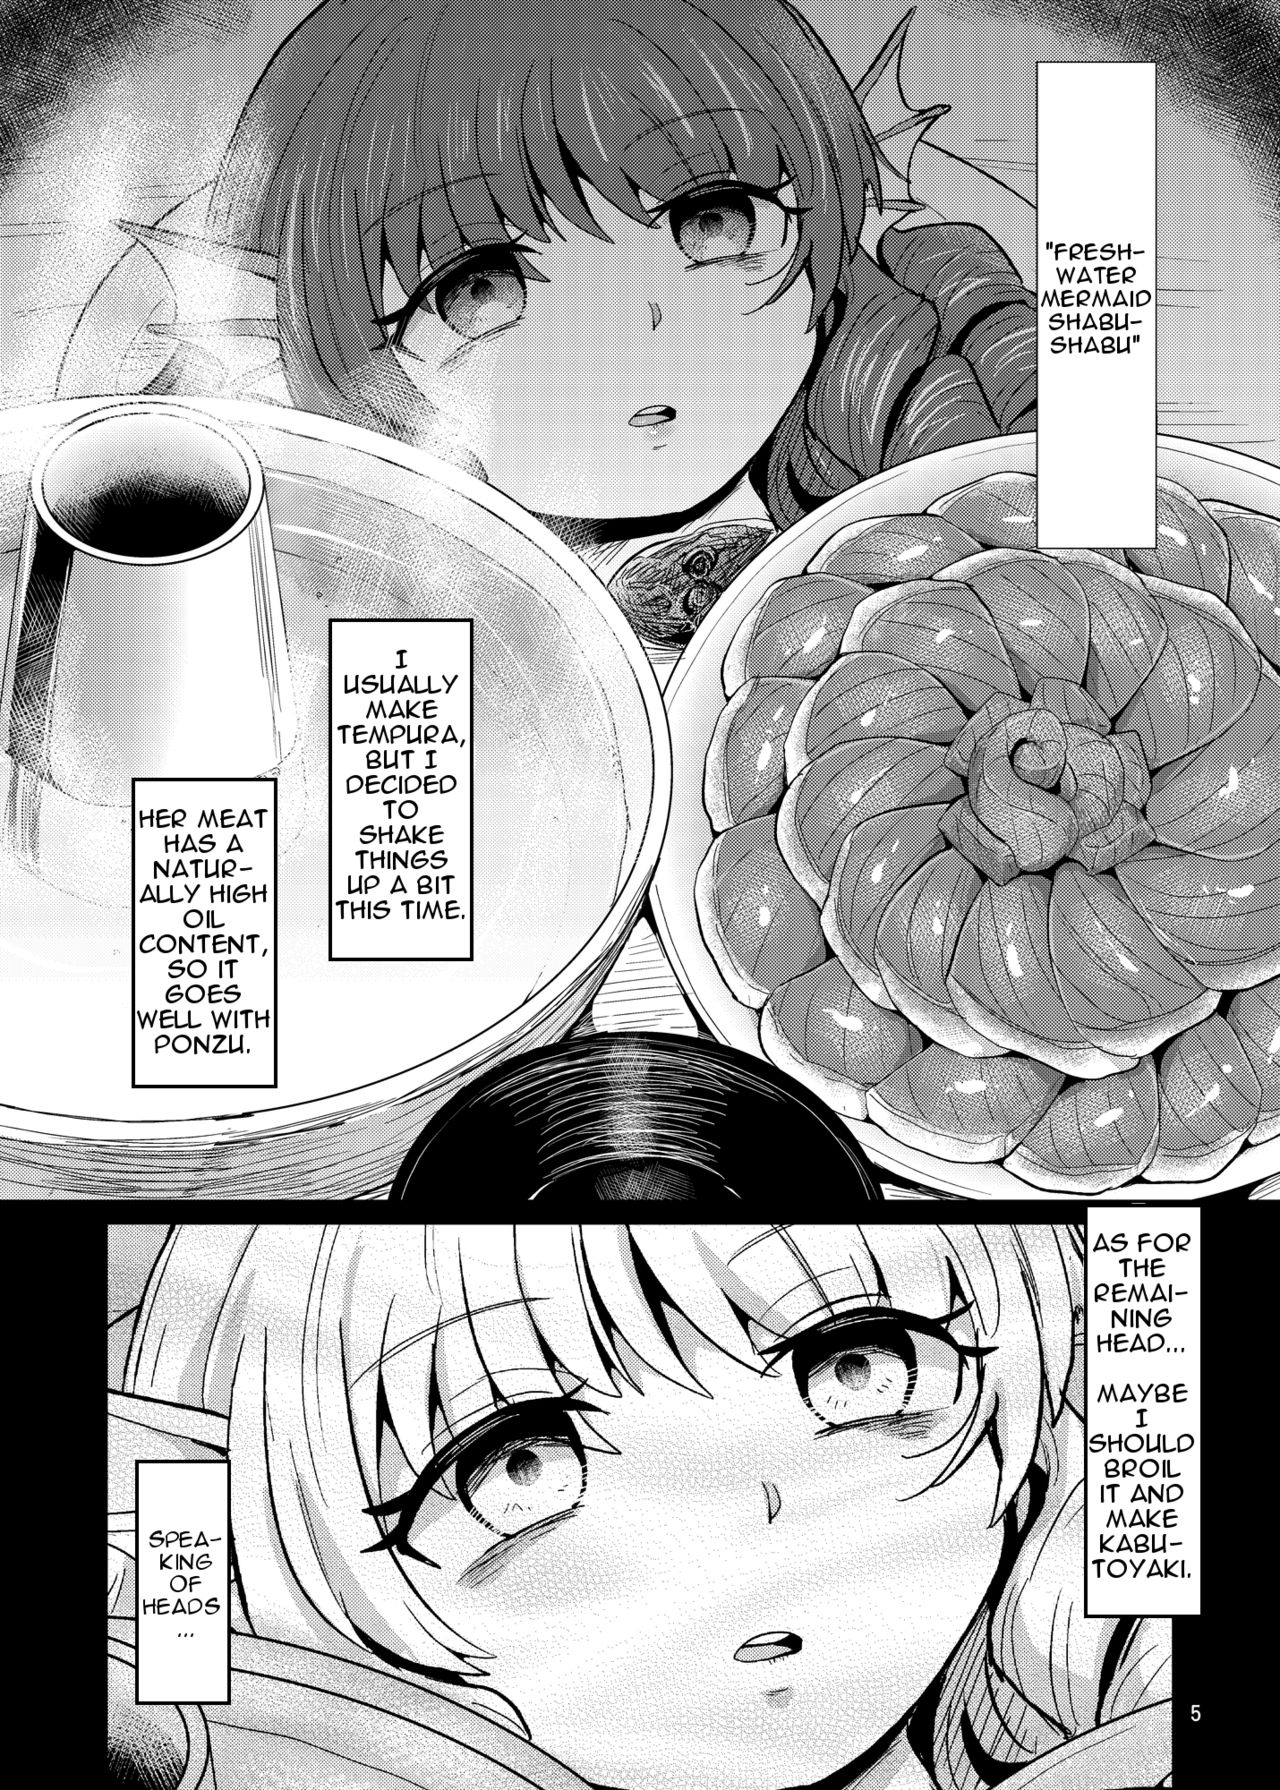 "FRESH-
WATER
MERMAID
SHABU-
SHABU"
I
USUALLY
MAKE
TEMPURA,
BUT I
DECIDED
TO
SHAKE
THINGS
UP A BIT
THIS TIME.
HER MEAT
HAS A
NATUR-
ALLY HIGH
OIL
CONTENT,
SO IT
GOES
WELL WITH
PONZU.
AS FOR
THE
REMAI-
NING
HEAD...
MAYBE
I
SHOULD
BROIL
IT AND
MAKE
KABU-
TOYAKI.
SPEA-
KING
OF
HEADS
...
5